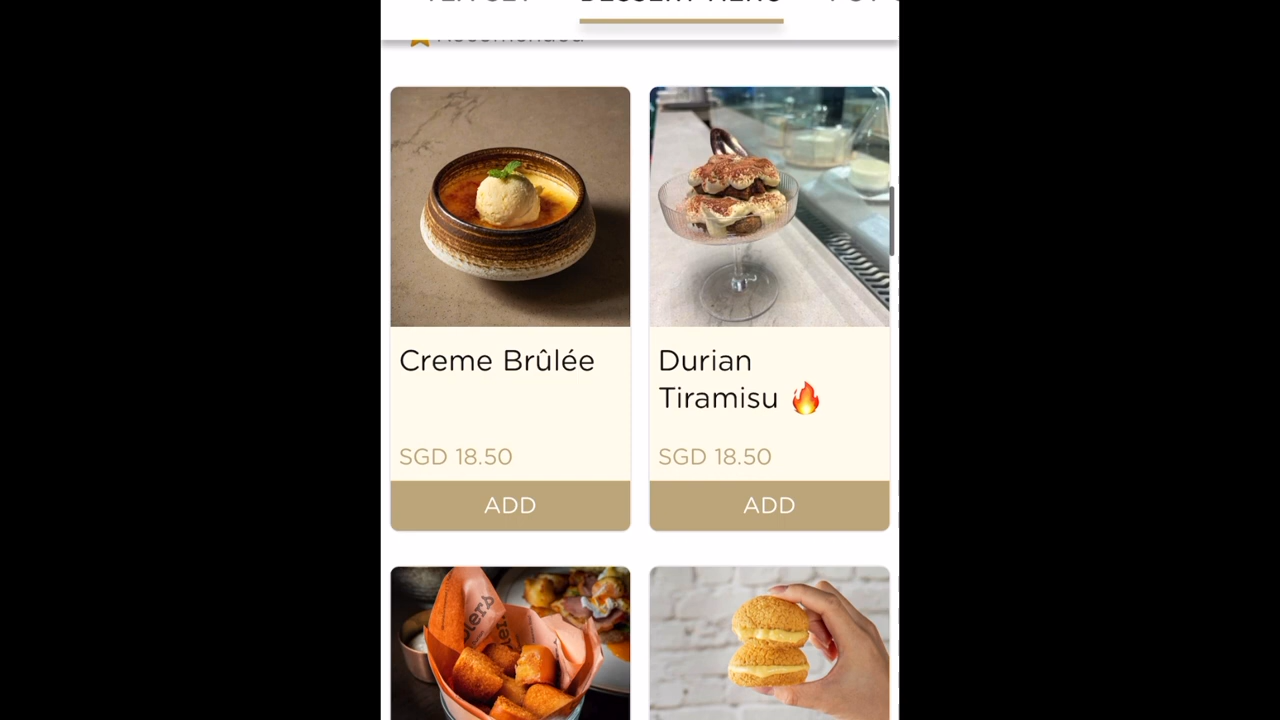 Creme Brûlée
Durian
Tiramisu 🔥
SGD 18.50
SGD 18.50
ADD
ADD